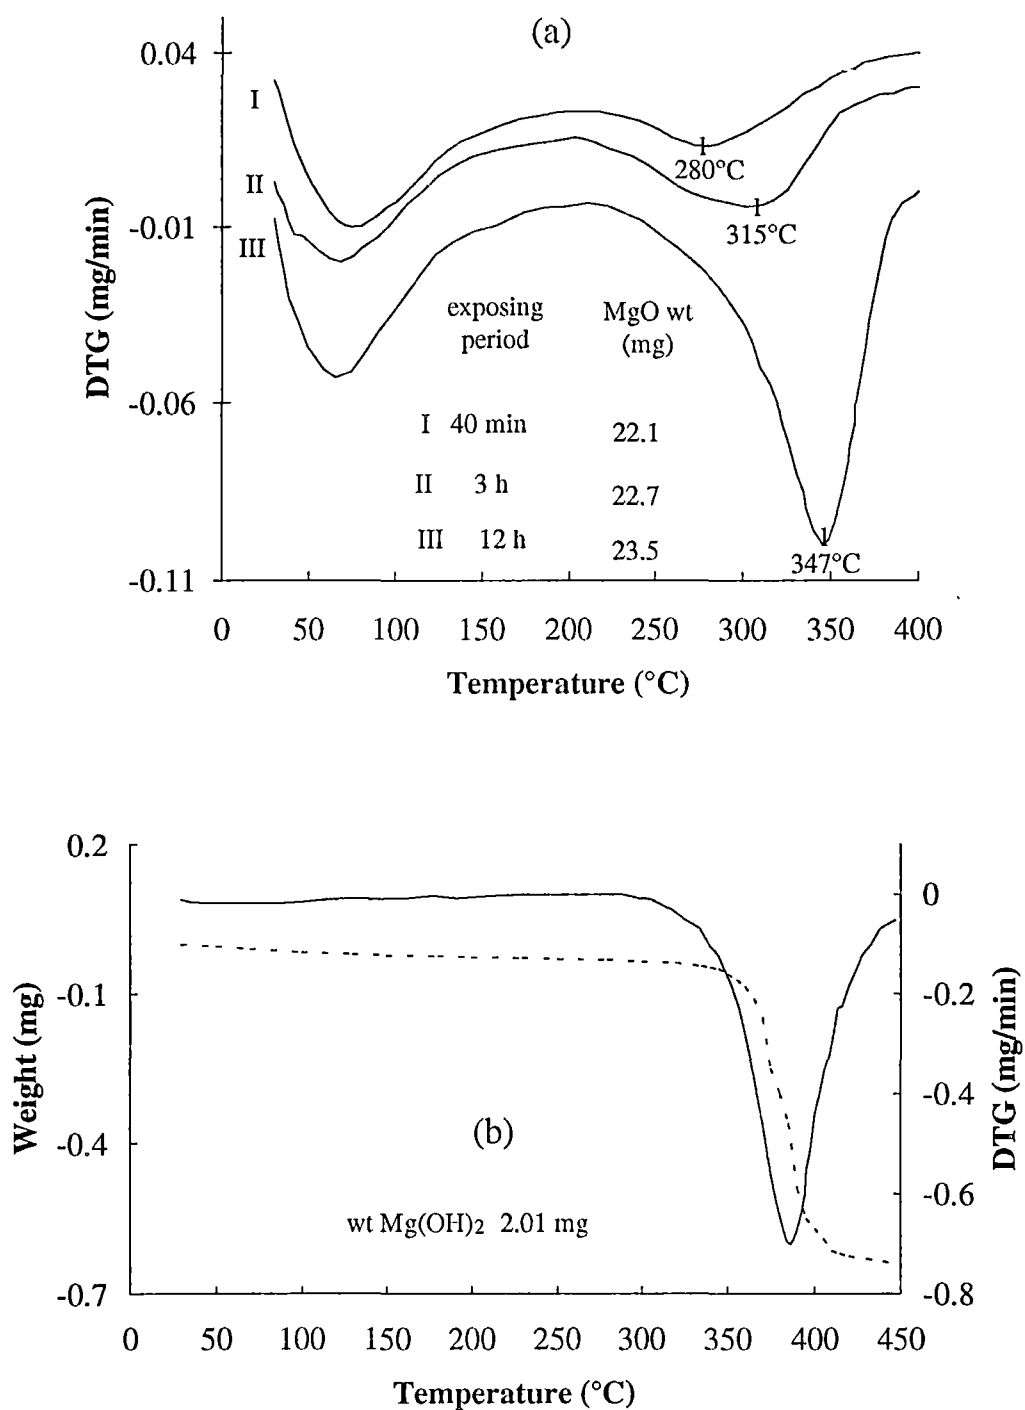 (a)
0.04
-0.01
-0.06
-0.11
DTG (mg/min)
I
II
III
280°C
315°C
347°C
exposing period
MgO wt (mg)
I 40 min 22.1
II 3 h 22.7
III 12 h 23.5
0 50 100 150 200 250 300 350 400
Temperature (°C)
0.2
-0.1
-0.4
-0.7
Weight (mg)
0
-0.2
-0.4
-0.6
-0.8
DTG (mg/min)
(b)
wt Mg(OH)2 2.01 mg
0 50 100 150 200 250 300 350 400 450
Temperature (°C)